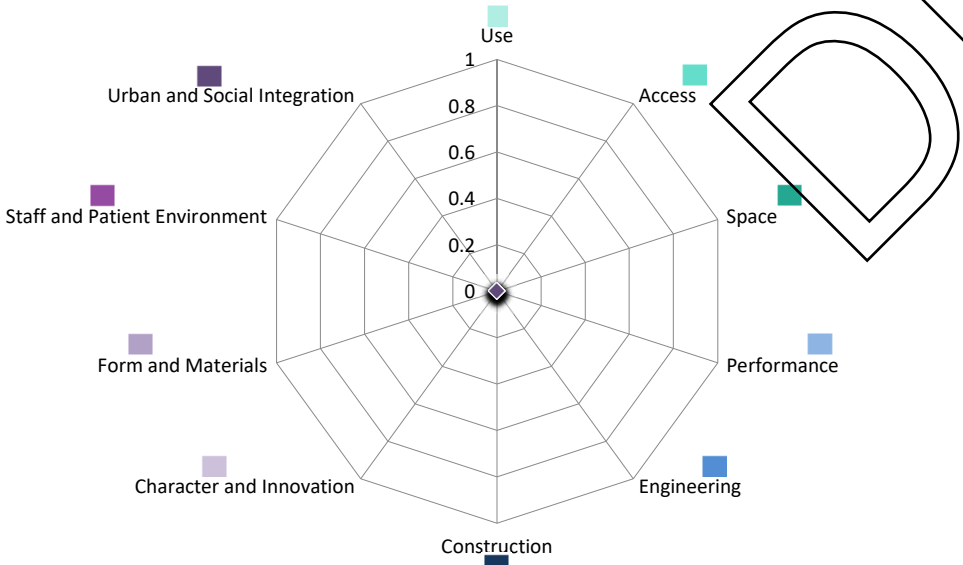 Use
1
Urban and Social Integration
Access
0.8
0.6
Staff and Patient Environment
0.4
Space
0.2
0
Form and Materials
Performance
Character and Innovation
Engineering
Construction